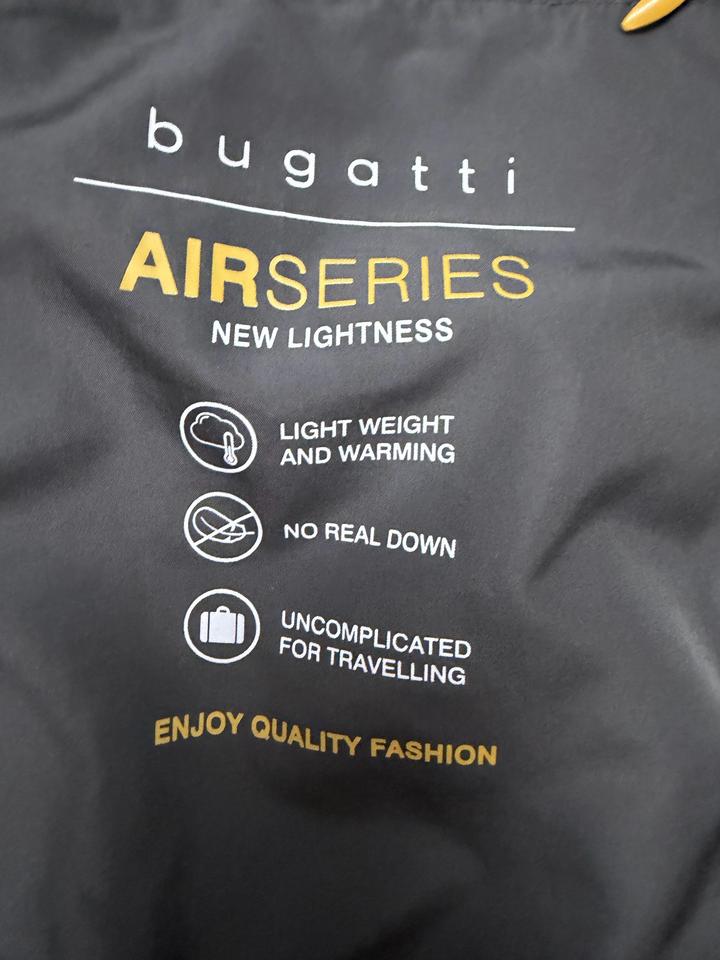 bugatti
AIRSERIES
NEW LIGHTNESS
LIGHT WEIGHT
AND WARMING
NO REAL DOWN
UNCOMPLICATED
FOR TRAVELLING
ENJOY QUALITY FASHION